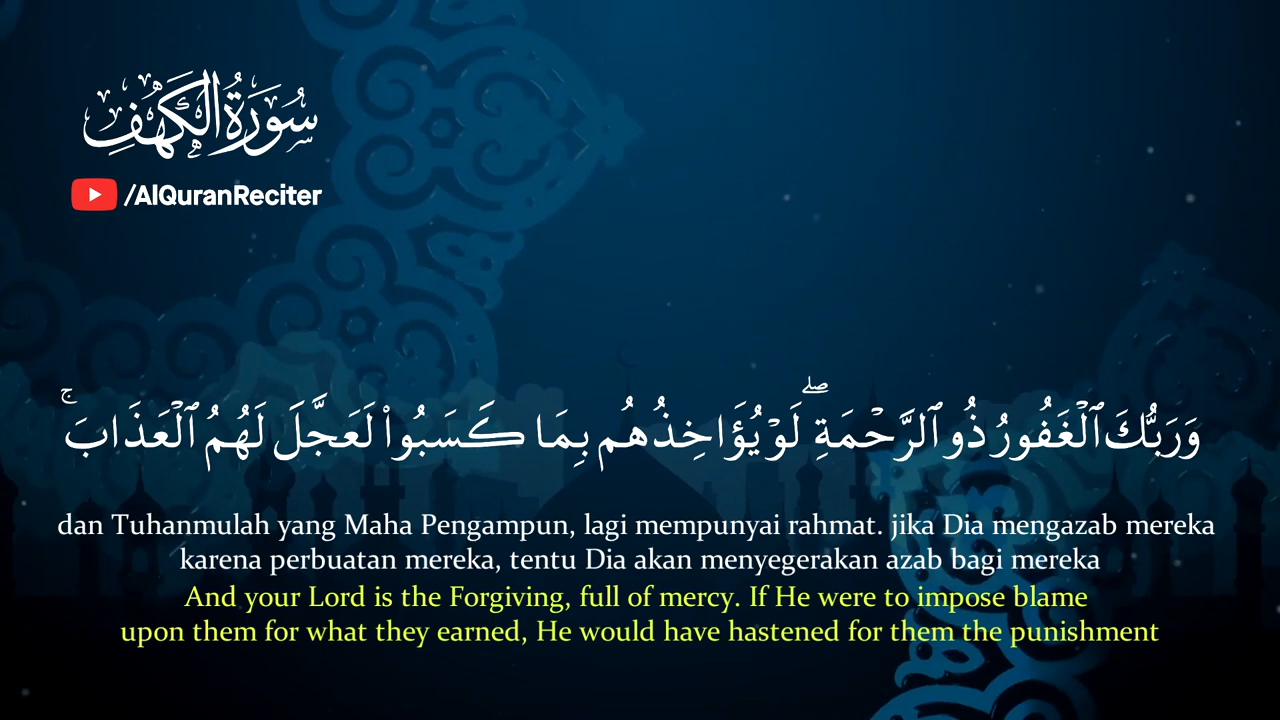 سُورَةُ الْكَهْفِ
/AlQuranReciter
وَرَبُّكَ ٱلْغَفُورُ ذُو ٱلرَّحْمَةِ ۖ لَوْ يُؤَاخِذُهُم بِمَا كَسَبُوا۟ لَعَجَّلَ لَهُمُ ٱلْعَذَابَ ۚ
dan Tuhanmulah yang Maha Pengampun, lagi mempunyai rahmat. jika Dia mengazab mereka
karena perbuatan mereka, tentu Dia akan menyegerakan azab bagi mereka
And your Lord is the Forgiving, full of mercy. If He were to impose blame
upon them for what they earned, He would have hastened for them the punishment